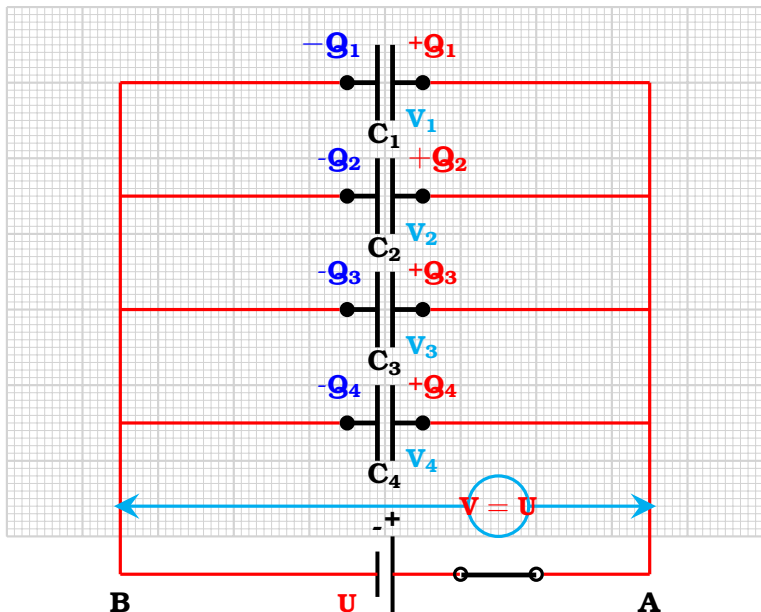 −Q₁ +Q₁
V₁
C₁
-Q₂ +Q₂
V₂
C₂
-Q₃ +Q₃
V₃
C₃
-Q₄ +Q₄
V₄
C₄
V = U
- +
B U A